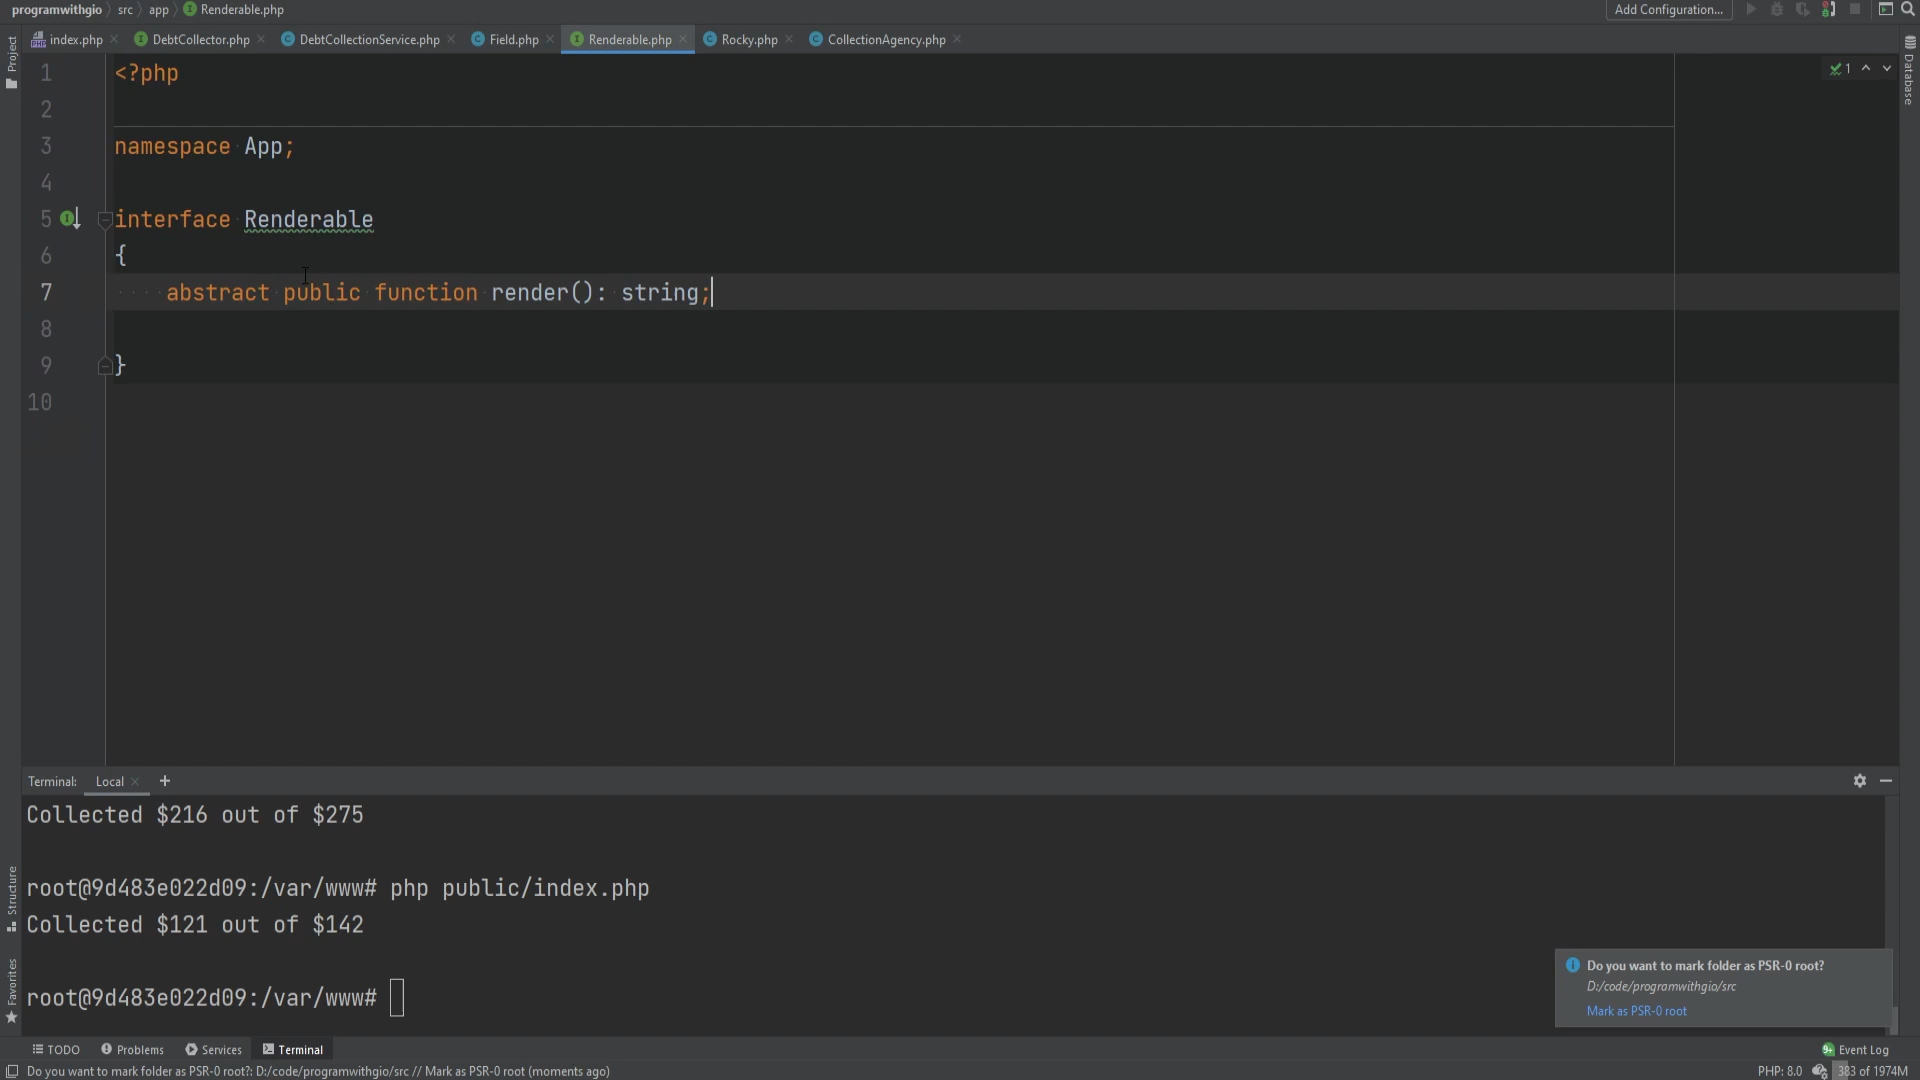 programwithgio src app Renderable.php Add Configuration...
index.php DebtCollector.php DebtCollectionService.php Field.php Renderable.php Rocky.php CollectionAgency.php
Project
Database
1 <?php
1
2
3 namespace App;
4
5 interface Renderable
6 {
7 abstract public function render(): string;
8
9 }
10
Terminal: Local +
Collected $216 out of $275
root@9d483e022d09:/var/www# php public/index.php
Collected $121 out of $142
root@9d483e022d09:/var/www#
Structure
Favorites
Do you want to mark folder as PSR-0 root?
D:/code/programwithgio/src
Mark as PSR-0 root
TODO Problems Services Terminal 9+ Event Log
Do you want to mark folder as PSR-0 root?: D:/code/programwithgio/src // Mark as PSR-0 root (moments ago) PHP: 8.0 383 of 1974M